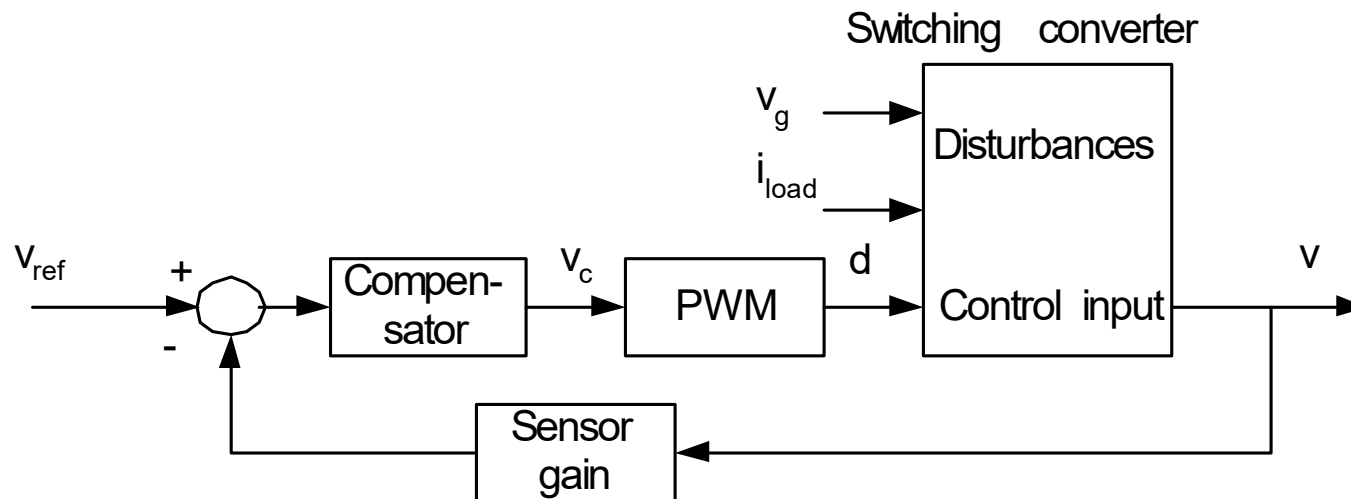 Switching converter
v_g
Disturbances
i_load
v_ref
+
-
Compen-
sator
v_c
PWM
d
Control input
v
Sensor
gain